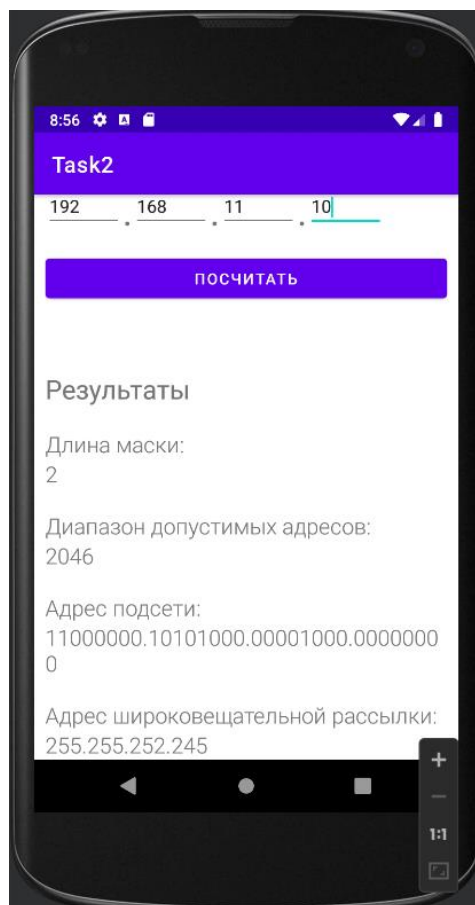 8:56
Task2
192 . 168 . 11 . 10
ПОСЧИТАТЬ
Результаты
Длина маски:
2
Диапазон допустимых адресов:
2046
Адрес подсети:
11000000.10101000.00001000.0000000
0
Адрес широковещательной рассылки:
255.255.252.245
1:1